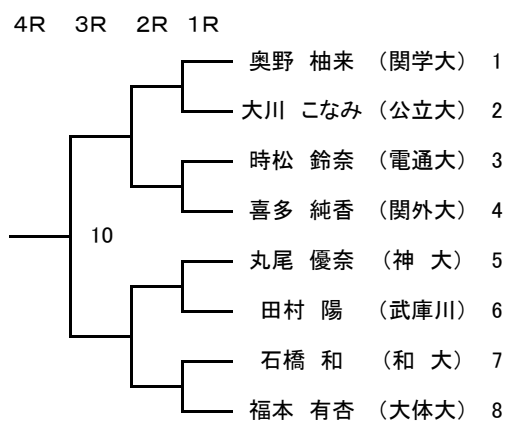 4R 3R 2R 1R
奥野 柚来 （関学大） 1
大川 こなみ （公立大） 2
時松 鈴奈 （電通大） 3
喜多 純香 （関外大） 4
10
丸尾 優奈 （神 大） 5
田村 陽 （武庫川） 6
石橋 和 （和 大） 7
福本 有杏 （大体大） 8